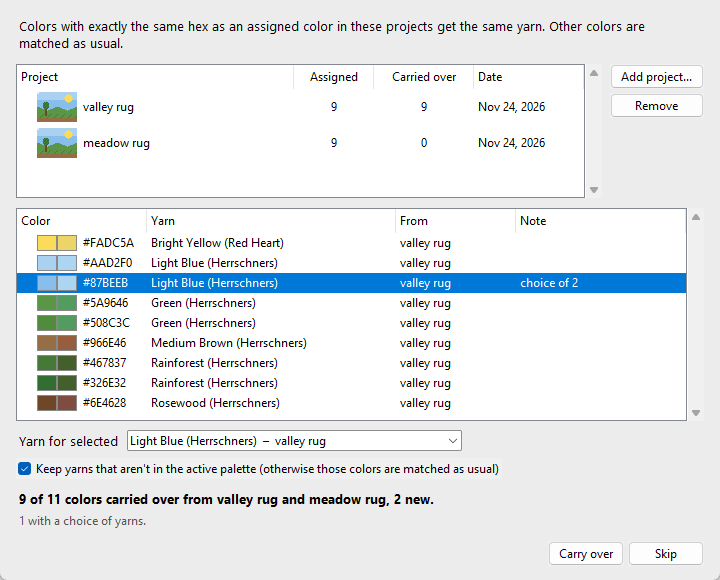 Colors with exactly the same hex as an assigned color in these projects get the same yarn. Other colors are
matched as usual.
Project Assigned Carried over Date
valley rug 9 9 Nov 24, 2026
meadow rug 9 0 Nov 24, 2026
Add project...
Remove
Color Yarn From Note
#FADC5A Bright Yellow (Red Heart) valley rug
#AAD2F0 Light Blue (Herrschners) valley rug
#87BEEB Light Blue (Herrschners) valley rug choice of 2
#5A9646 Green (Herrschners) valley rug
#508C3C Green (Herrschners) valley rug
#966E46 Medium Brown (Herrschners) valley rug
#467837 Rainforest (Herrschners) valley rug
#326E32 Rainforest (Herrschners) valley rug
#6E4628 Rosewood (Herrschners) valley rug
Yarn for selected Light Blue (Herrschners) – valley rug
Keep yarns that aren't in the active palette (otherwise those colors are matched as usual)
9 of 11 colors carried over from valley rug and meadow rug, 2 new.
1 with a choice of yarns.
Carry over Skip